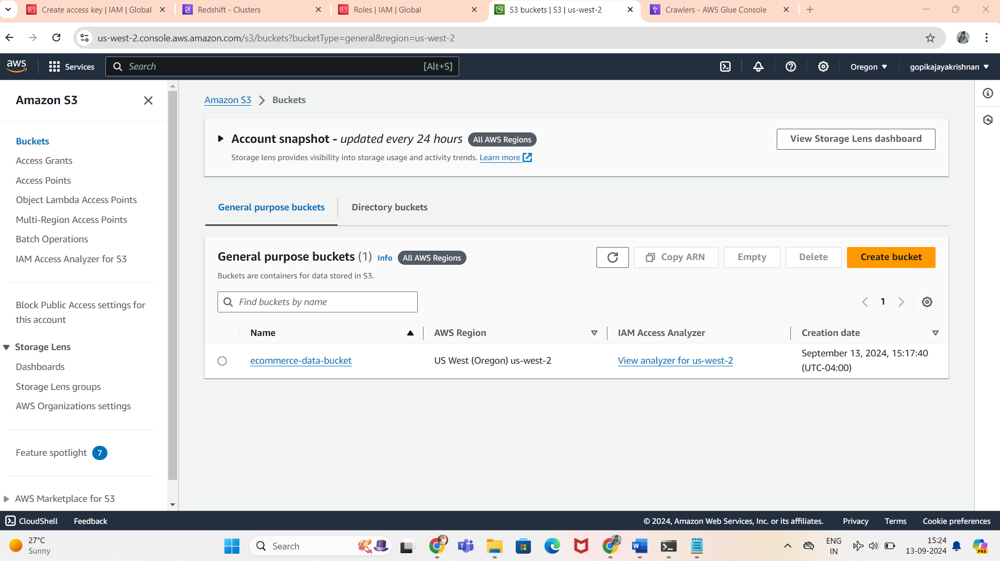 Create access key | IAM | Global
Redshift - Clusters
Roles | IAM | Global
S3 buckets | S3 | us-west-2
Crawlers - AWS Glue Console
us-west-2.console.aws.amazon.com/s3/buckets?bucketType=general&region=us-west-2
aws
Services
Search
[Alt+S]
Oregon
gopikajayakrishnan
Amazon S3
Buckets
Access Grants
Access Points
Object Lambda Access Points
Multi-Region Access Points
Batch Operations
IAM Access Analyzer for S3
Block Public Access settings for
this account
Storage Lens
Dashboards
Storage Lens groups
AWS Organizations settings
Feature spotlight 7
AWS Marketplace for S3
Amazon S3 > Buckets
Account snapshot - updated every 24 hours All AWS Regions
Storage lens provides visibility into storage usage and activity trends. Learn more
View Storage Lens dashboard
General purpose buckets
Directory buckets
General purpose buckets (1) Info All AWS Regions
Buckets are containers for data stored in S3.
Copy ARN
Empty
Delete
Create bucket
Find buckets by name
1
Name
AWS Region
IAM Access Analyzer
Creation date
ecommerce-data-bucket
US West (Oregon) us-west-2
View analyzer for us-west-2
September 13, 2024, 15:17:40
(UTC-04:00)
CloudShell
Feedback
© 2024, Amazon Web Services, Inc. or its affiliates.
Privacy
Terms
Cookie preferences
27°C
Sunny
Search
ENG
IN
15:24
13-09-2024
PRE